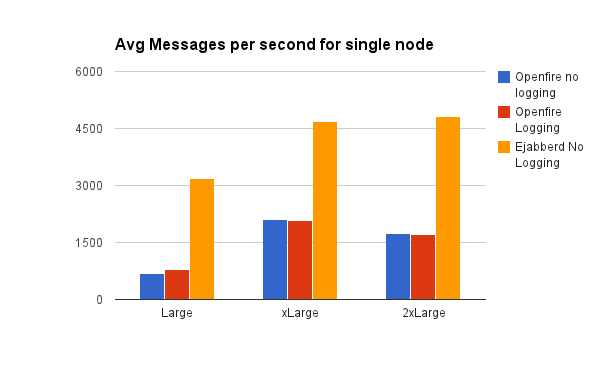 Avg Messages per second for single node
6000
4500
3000
1500
0
Large
xLarge
2xLarge
Openfire no
logging
Openfire
Logging
Ejabberd No
Logging